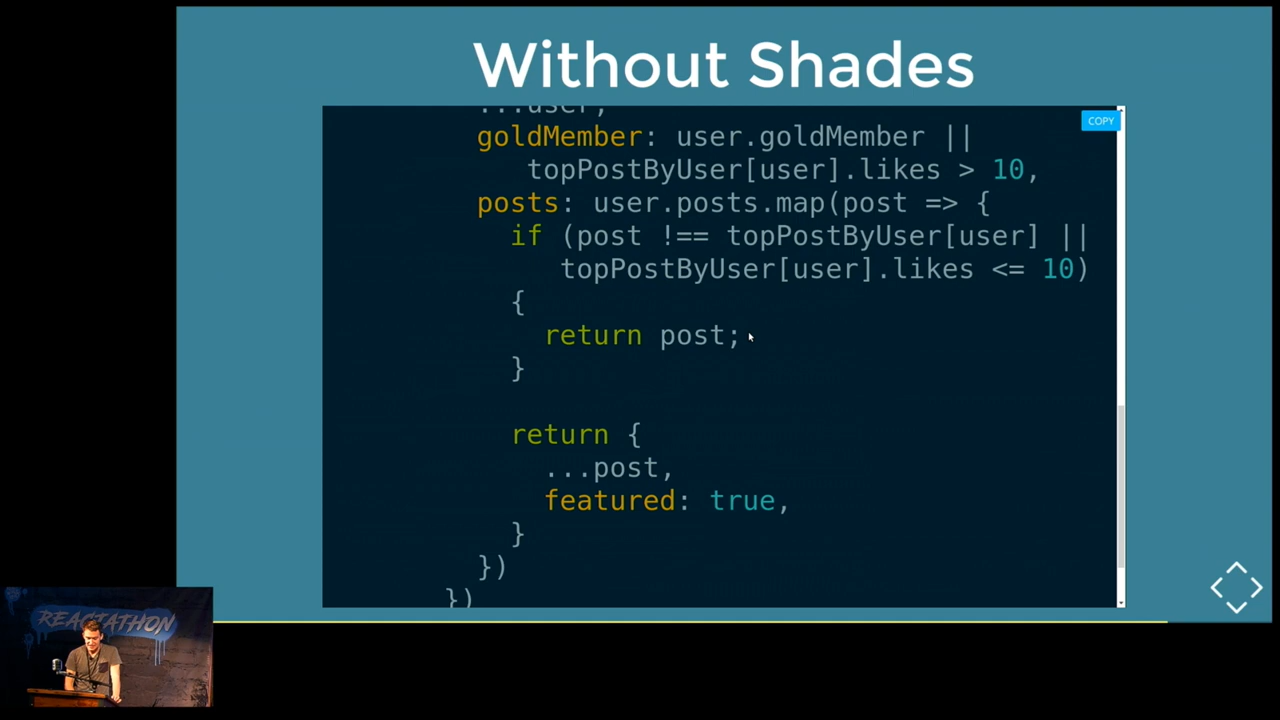 Without Shades
...user,
COPY
goldMember: user.goldMember ||
topPostByUser[user].likes > 10,
posts: user.posts.map(post => {
if (post !== topPostByUser[user] ||
topPostByUser[user].likes <= 10)
{
return post;
}
return {
...post,
featured: true,
}
})
})
REACTATHON